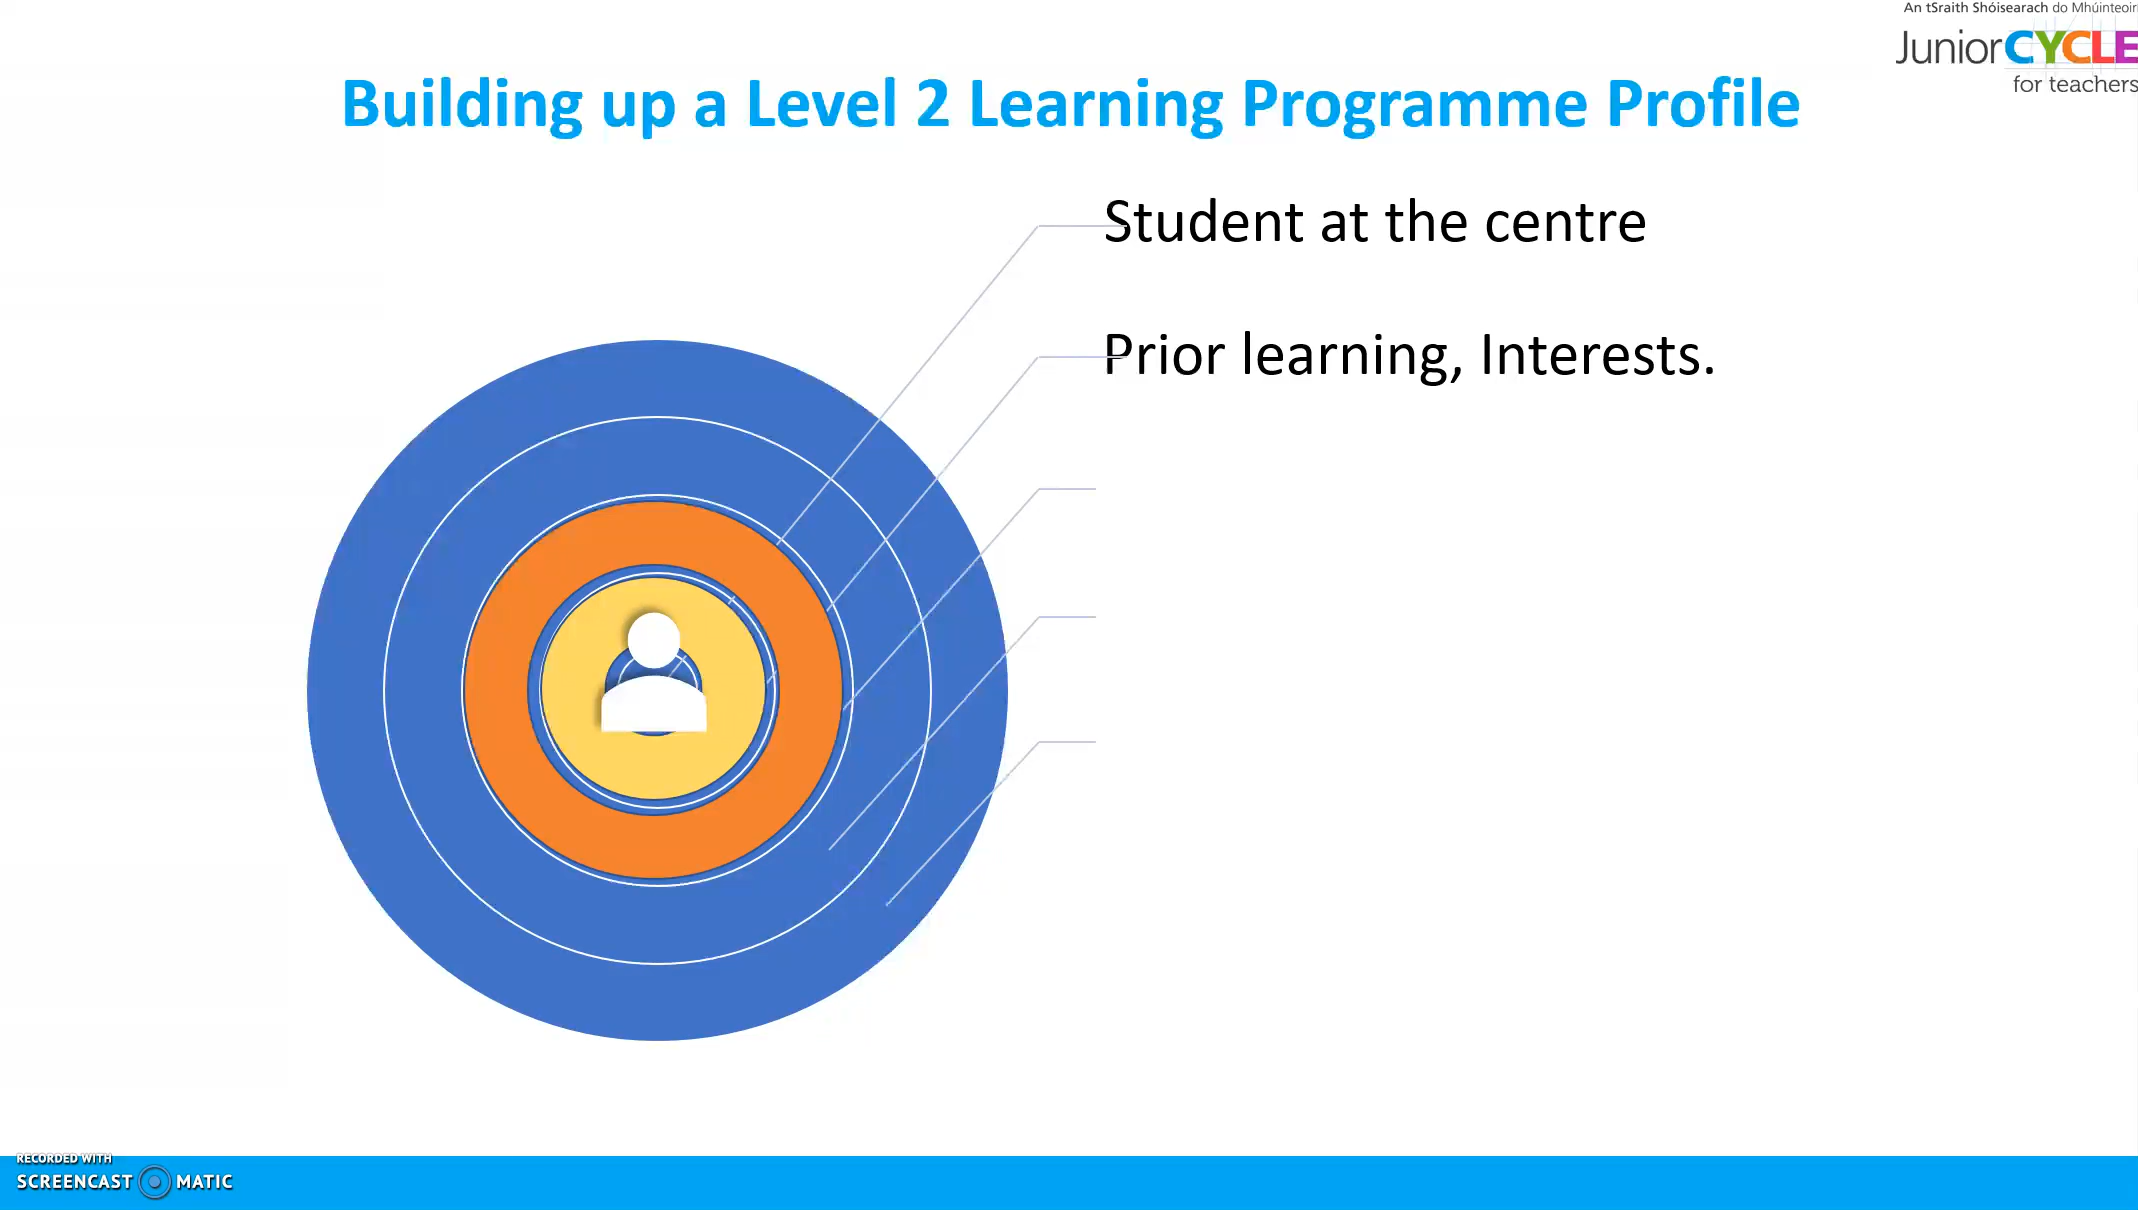 An tSraith Shóisearach do Mhúinteoirí
JuniorCYCLE
for teachers
Building up a Level 2 Learning Programme Profile
Student at the centre
Prior learning, Interests.
RECORDED WITH
SCREENCAST MATIC